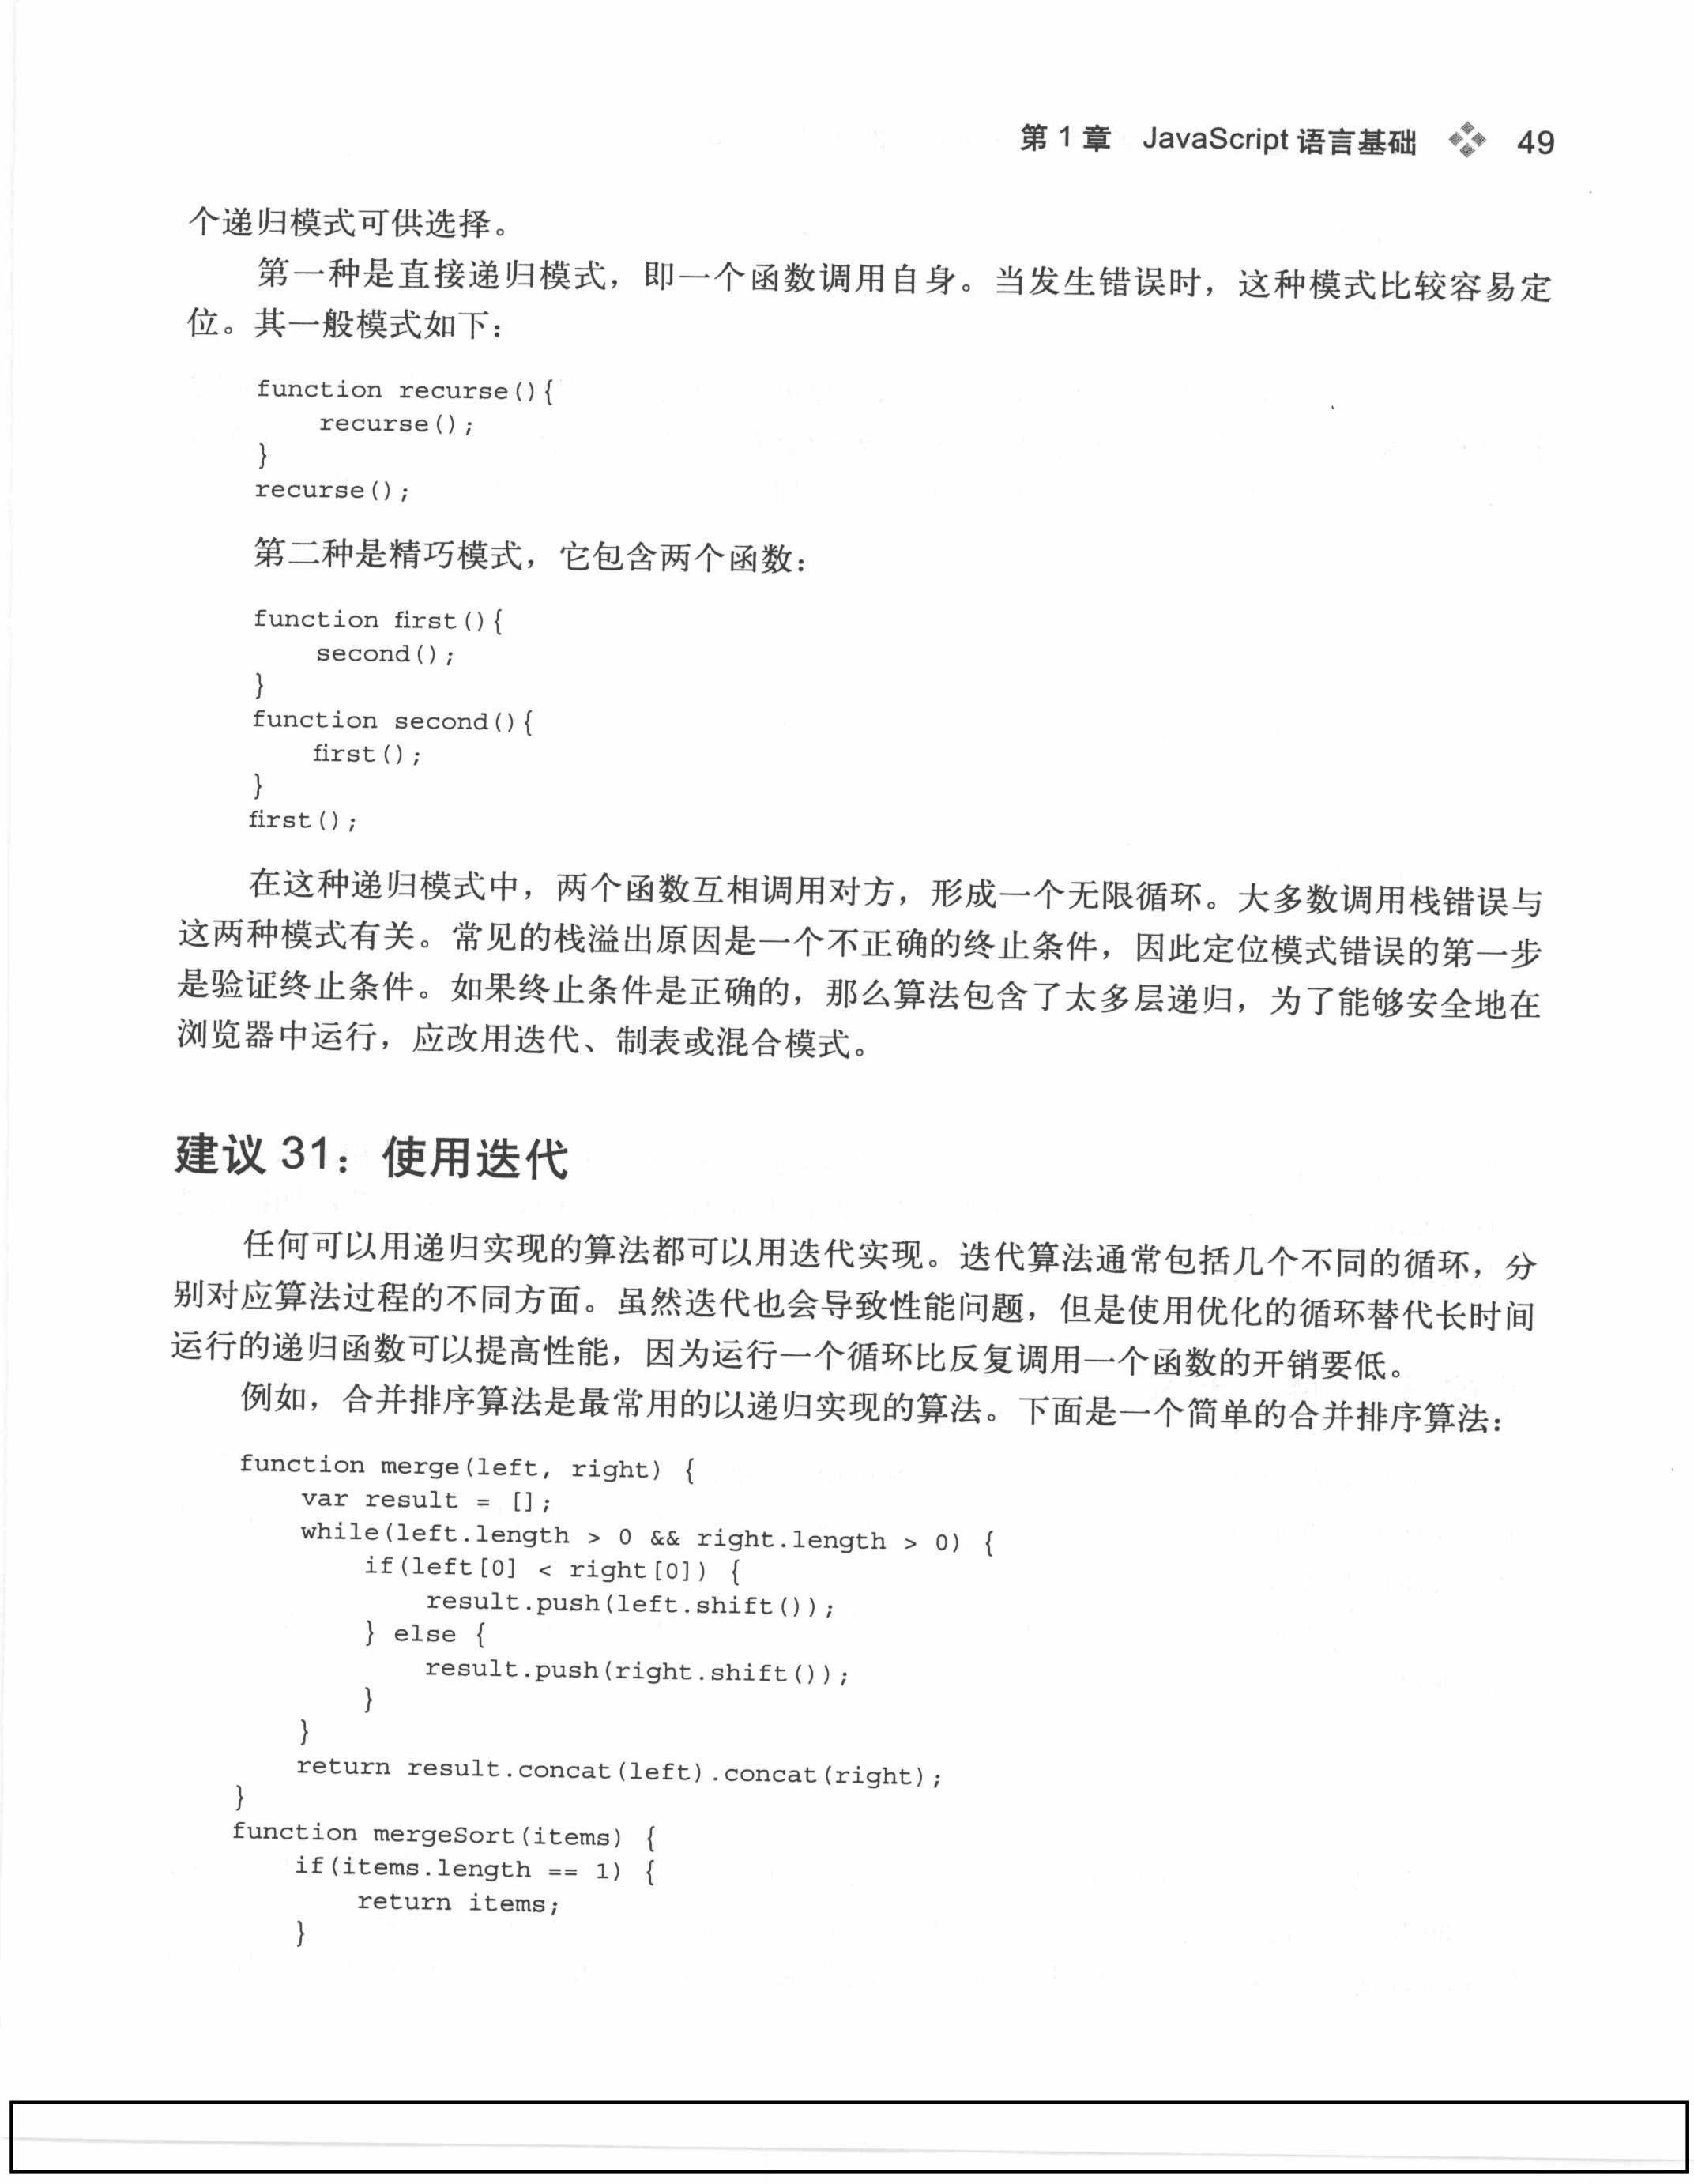 第 1 章 JavaScript 语言基础 49
个递归模式可供选择。
第一种是直接递归模式，即一个函数调用自身。当发生错误时，这种模式比较容易定
位。其一般模式如下：
function recurse(){
    recurse();
}
recurse();
第二种是精巧模式，它包含两个函数：
function first(){
    second();
}
function second(){
    first();
}
first();
在这种递归模式中，两个函数互相调用对方，形成一个无限循环。大多数调用栈错误与
这两种模式有关。常见的栈溢出原因是一个不正确的终止条件，因此定位模式错误的第一步
是验证终止条件。如果终止条件是正确的，那么算法包含了太多层递归，为了能够安全地在
浏览器中运行，应改用迭代、制表或混合模式。
建议 31：使用迭代
任何可以用递归实现的算法都可以用迭代实现。迭代算法通常包括几个不同的循环，分
别对应算法过程的不同方面。虽然迭代也会导致性能问题，但是使用优化的循环替代长时间
运行的递归函数可以提高性能，因为运行一个循环比反复调用一个函数的开销要低。
例如，合并排序算法是最常用的以递归实现的算法。下面是一个简单的合并排序算法：
function merge(left, right) {
    var result = [];
    while(left.length > 0 && right.length > 0) {
        if(left[0] < right[0]) {
            result.push(left.shift());
        } else {
            result.push(right.shift());
        }
    }
    return result.concat(left).concat(right);
}
function mergeSort(items) {
    if(items.length == 1) {
        return items;
    }